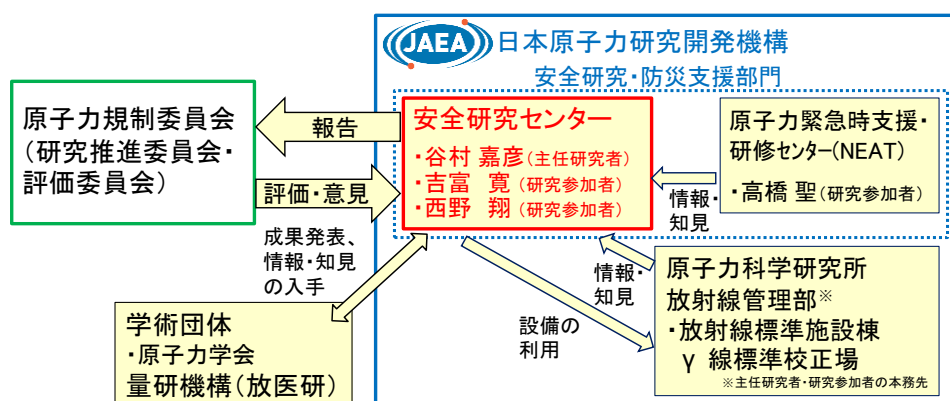 JAEA 日本原子力研究開発機構
安全研究・防災支援部門
原子力規制委員会
(研究推進委員会・
評価委員会)
報告
評価・意見
安全研究センター
・谷村 嘉彦(主任研究者)
・吉富 寛(研究参加者)
・西野 翔(研究参加者)
原子力緊急時支援・
研修センター(NEAT)
・高橋 聖(研究参加者)
情報・
知見
成果発表、
情報・知見
の入手
学術団体
・原子力学会
量研機構(放医研)
設備の
利用
情報・
知見
原子力科学研究所
放射線管理部※
・放射線標準施設棟
γ 線標準校正場
※主任研究者・研究参加者の本務先